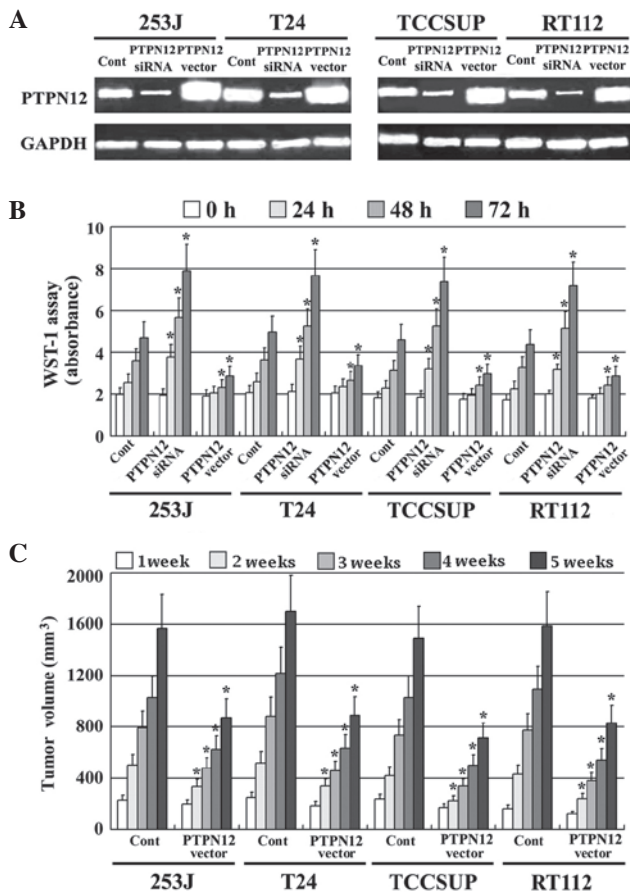 A
253J T24 TCCSUP RT112
Cont PTPN12 siRNA PTPN12 vector Cont PTPN12 siRNA PTPN12 vector Cont PTPN12 siRNA PTPN12 vector Cont PTPN12 siRNA PTPN12 vector
PTPN12
GAPDH
B
0 h 24 h 48 h 72 h
WST-1 assay
(absorbance)
10
8
6
4
2
0
* * * * * * * * * * * * * * * * * * * *
Cont PTPN12 siRNA PTPN12 vector Cont PTPN12 siRNA PTPN12 vector Cont PTPN12 siRNA PTPN12 vector Cont PTPN12 siRNA PTPN12 vector
253J T24 TCCSUP RT112
C
1 week 2 weeks 3 weeks 4 weeks 5 weeks
Tumor volume (mm³)
2000
1600
1200
800
400
0
* * * * * * * * * * * * * * * *
Cont PTPN12 vector Cont PTPN12 vector Cont PTPN12 vector Cont PTPN12 vector
253J T24 TCCSUP RT112